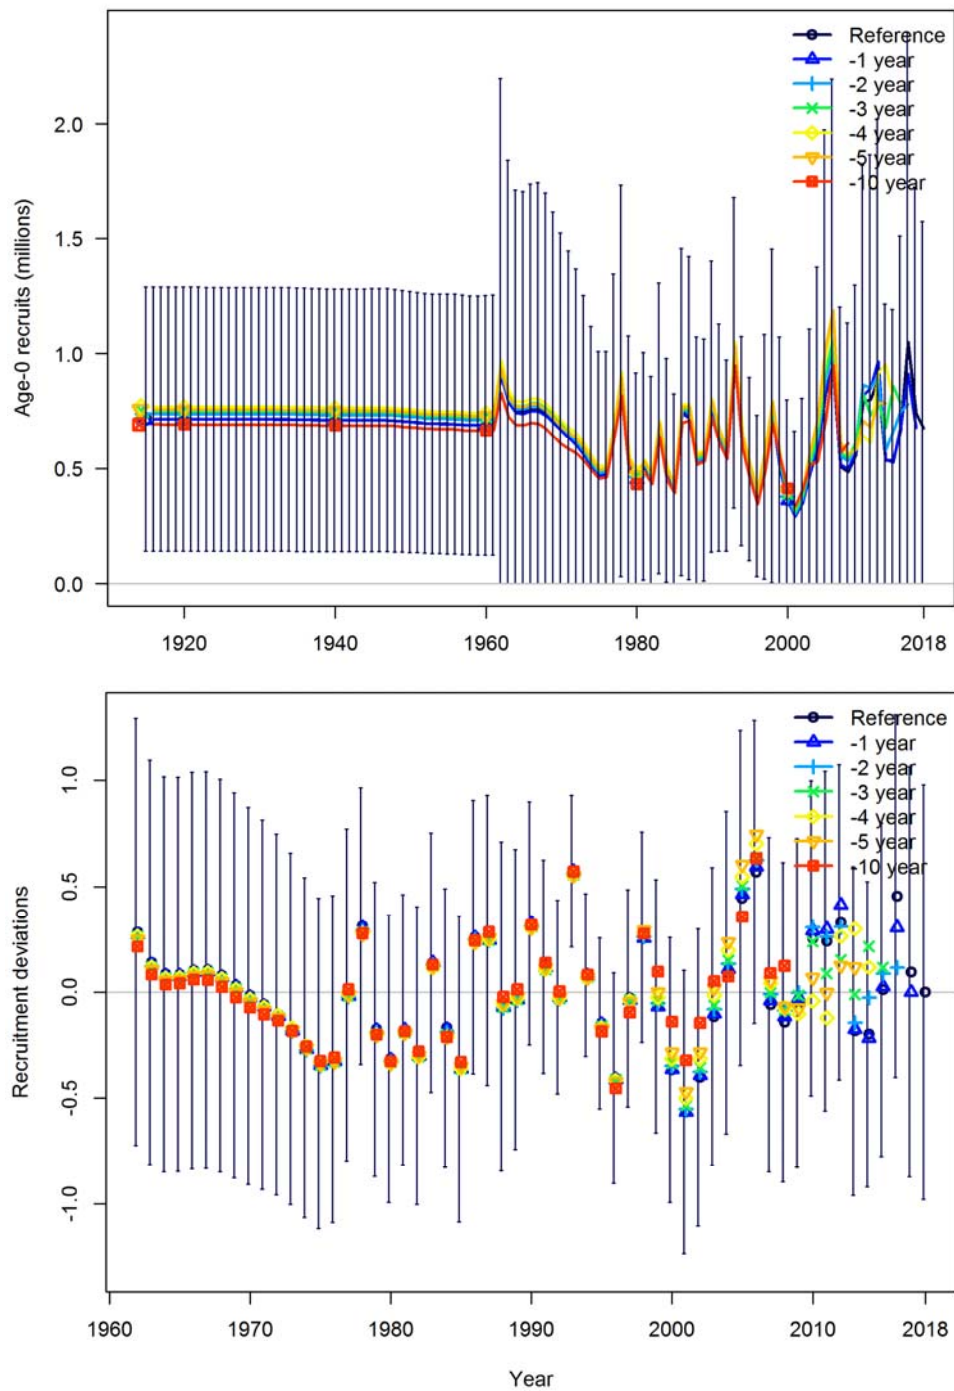 Reference
-1 year
-2 year
-3 year
-4 year
-5 year
-10 year
2.0
1.5
1.0
0.5
0.0
Age-0 recruits (millions)
1920 1940 1960 1980 2000 2018
Reference
-1 year
-2 year
-3 year
-4 year
-5 year
-10 year
1.0
0.5
0.0
-0.5
-1.0
Recruitment deviations
1960 1970 1980 1990 2000 2010 2018
Year